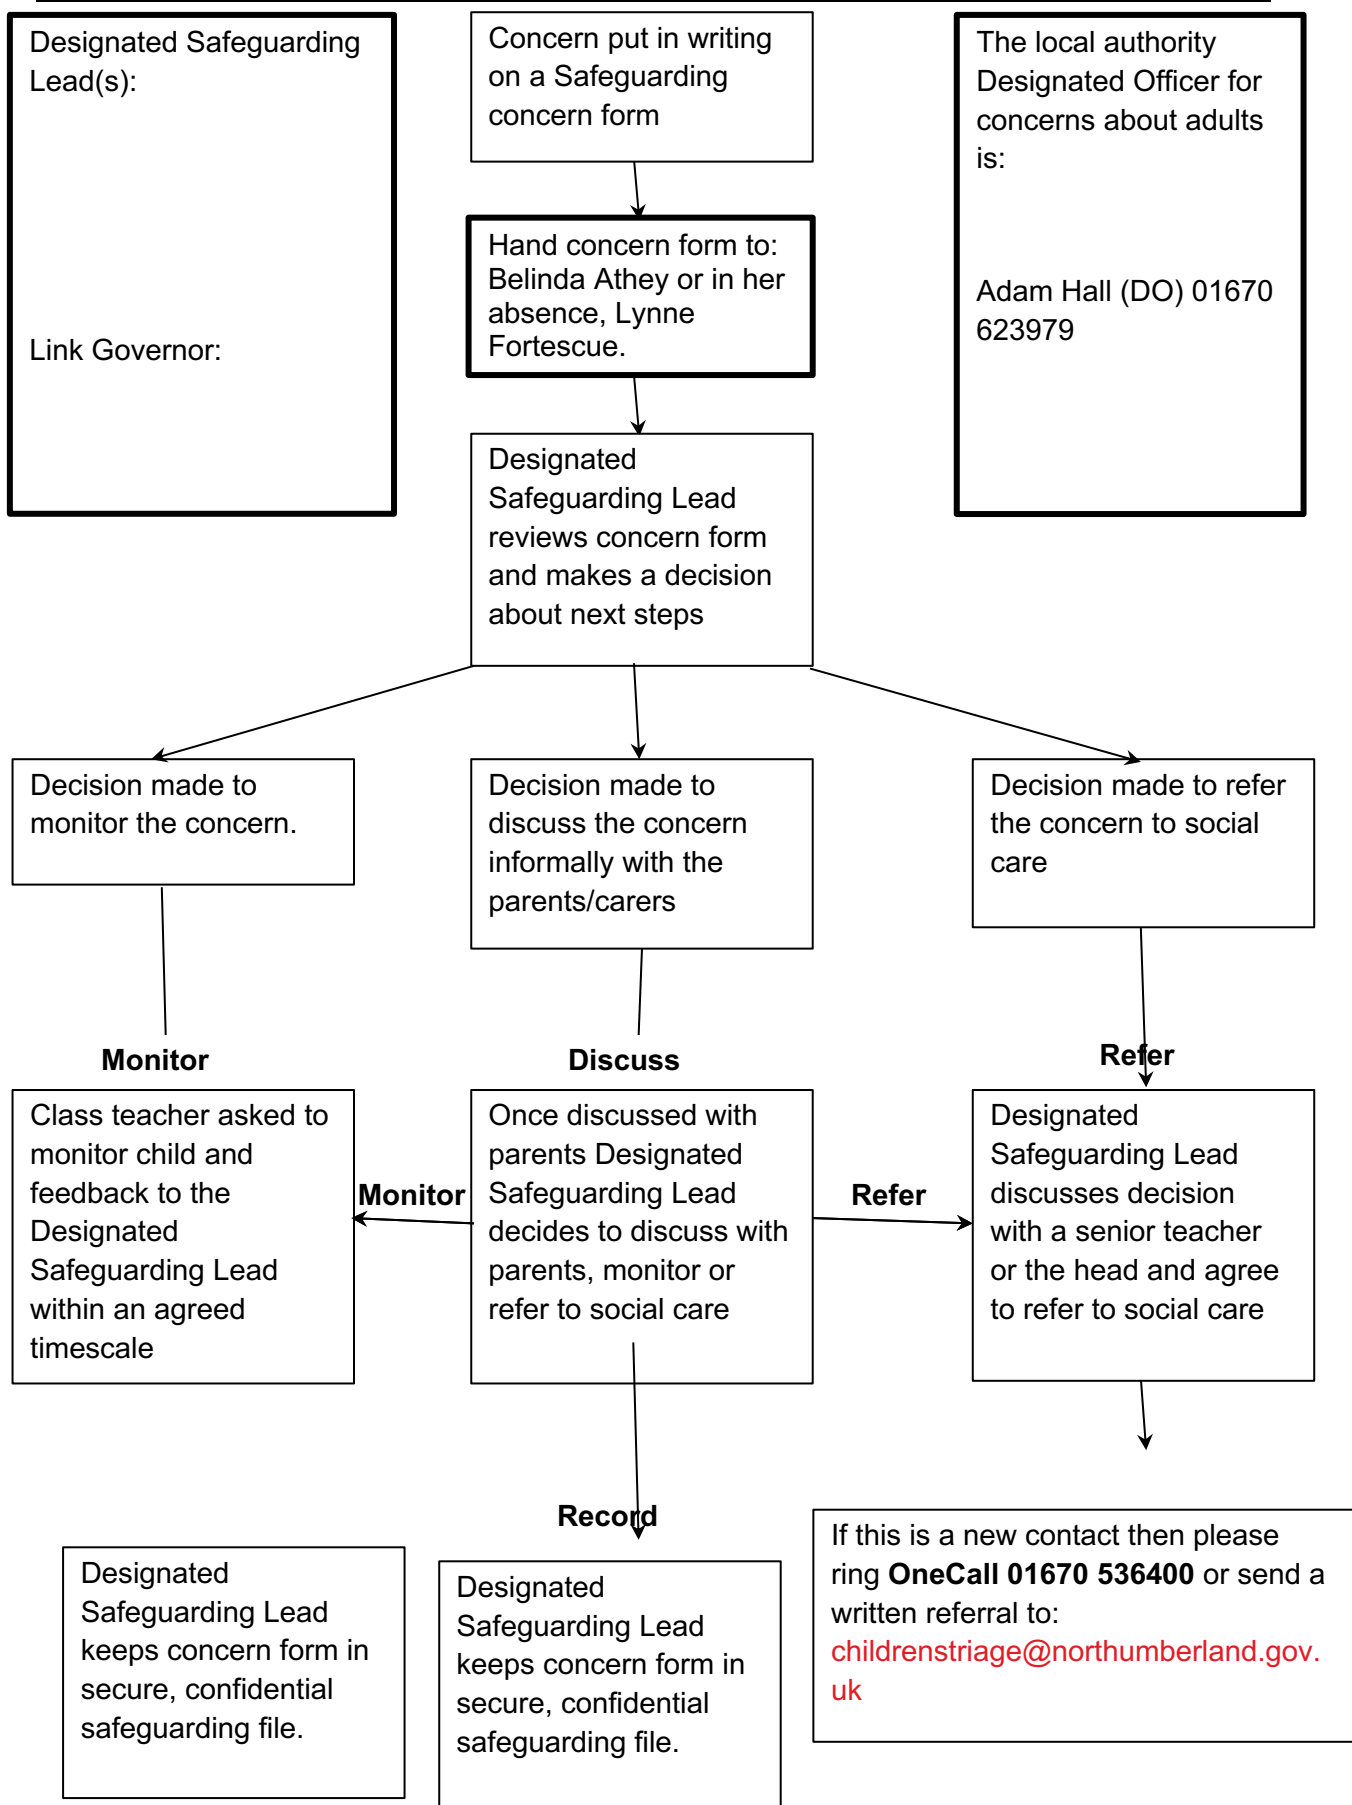 Designated Safeguarding
Lead(s):
Link Governor:
Concern put in writing
on a Safeguarding
concern form
The local authority
Designated Officer for
concerns about adults
is:
Adam Hall (DO) 01670
623979
Hand concern form to:
Belinda Athey or in her
absence, Lynne
Fortescue.
Designated
Safeguarding Lead
reviews concern form
and makes a decision
about next steps
Decision made to
monitor the concern.
Decision made to
discuss the concern
informally with the
parents/carers
Decision made to refer
the concern to social
care
Monitor
Discuss
Refer
Class teacher asked to
monitor child and
feedback to the
Designated
Safeguarding Lead
within an agreed
timescale
Monitor
Once discussed with
parents Designated
Safeguarding Lead
decides to discuss with
parents, monitor or
refer to social care
Refer
Designated
Safeguarding Lead
discusses decision
with a senior teacher
or the head and agree
to refer to social care
Record
Designated
Safeguarding Lead
keeps concern form in
secure, confidential
safeguarding file.
Designated
Safeguarding Lead
keeps concern form in
secure, confidential
safeguarding file.
If this is a new contact then please
ring OneCall 01670 536400 or send a
written referral to:
childrenstriage@northumberland.gov.
uk